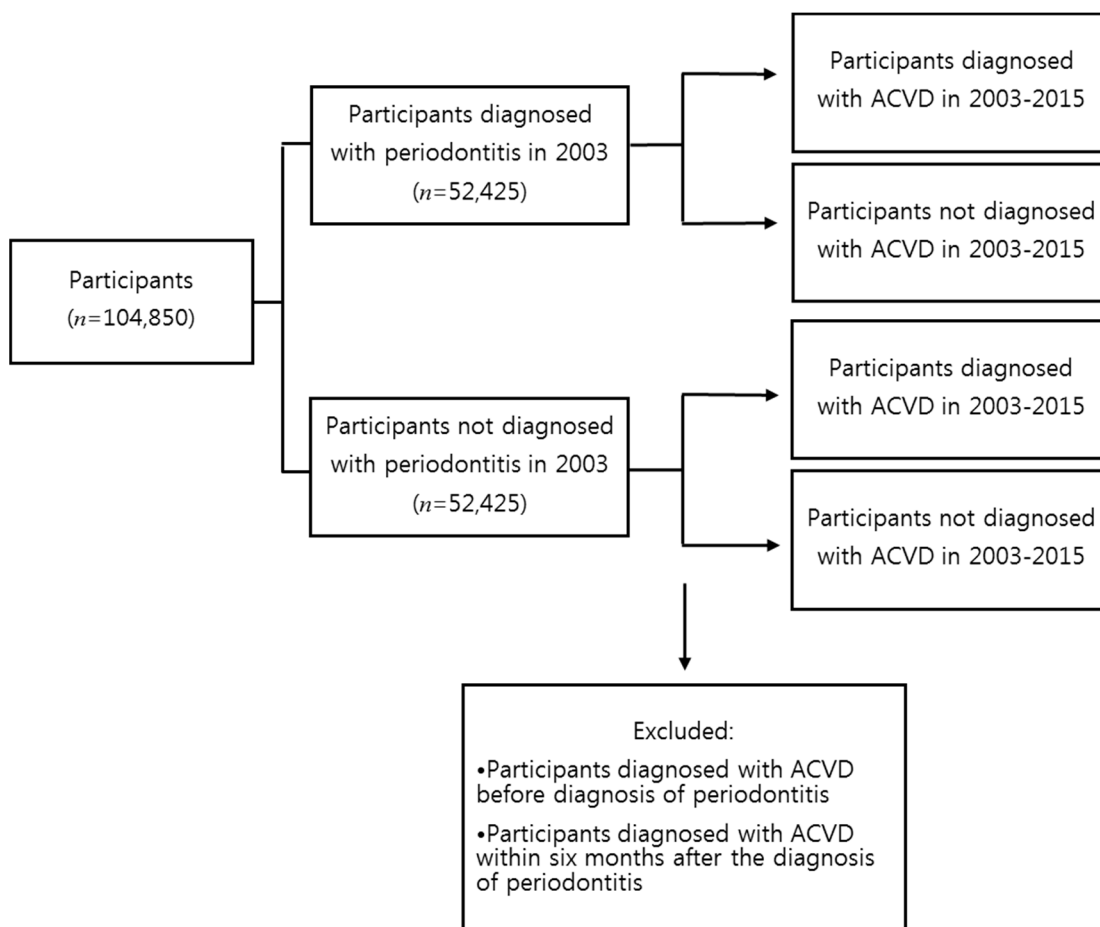 Participants
(n=104,850)
Participants diagnosed
with periodontitis in 2003
(n=52,425)
Participants not diagnosed
with periodontitis in 2003
(n=52,425)
Participants diagnosed
with ACVD in 2003-2015
Participants not diagnosed
with ACVD in 2003-2015
Participants diagnosed
with ACVD in 2003-2015
Participants not diagnosed
with ACVD in 2003-2015
Excluded:
•Participants diagnosed with ACVD
before diagnosis of periodontitis
•Participants diagnosed with ACVD
within six months after the diagnosis
of periodontitis